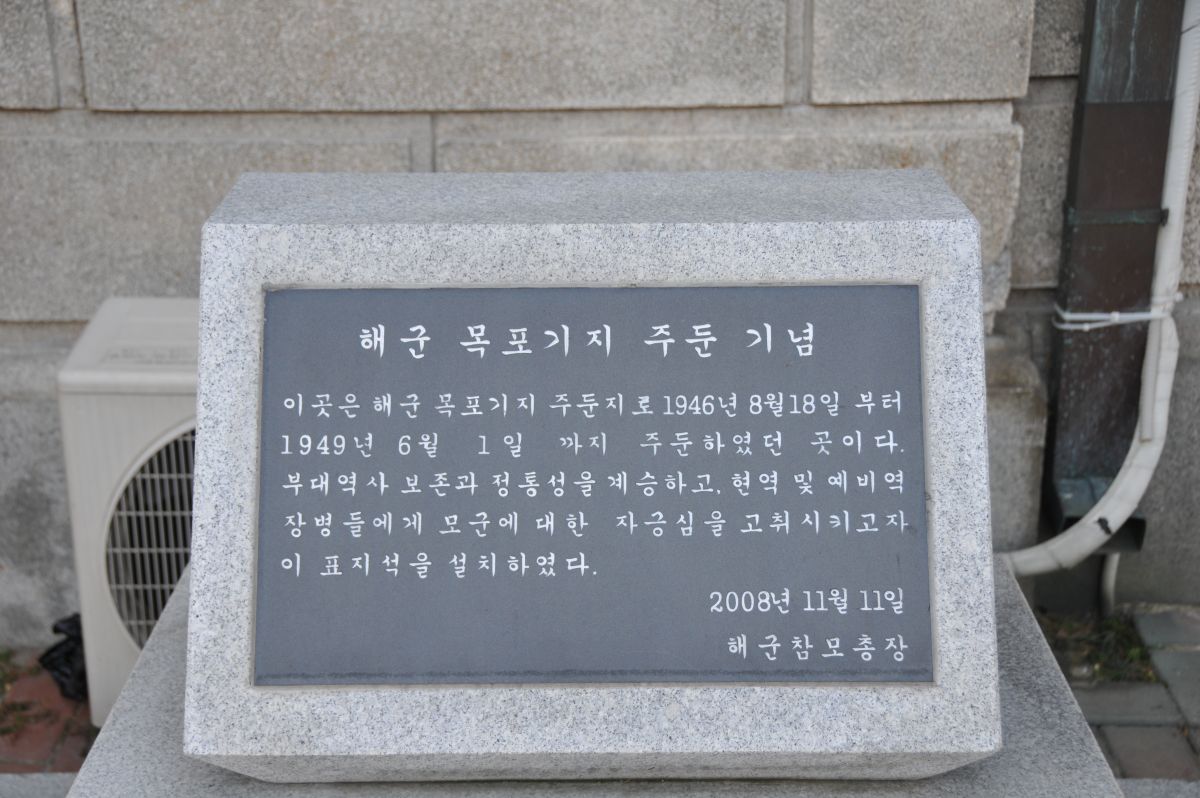 해군 목포기지 주둔 기념
이곳은 해군 목포기지 주둔지로 1946년 8월18일 부터
1949년 6월 1일 까지 주둔하였던 곳이다.
부대역사 보존과 정통성을 계승하고, 현역 및 예비역
장병들에게 모군에 대한 자긍심을 고취시키고자
이 표지석을 설치하였다.
2008년 11월 11일
해군참모총장